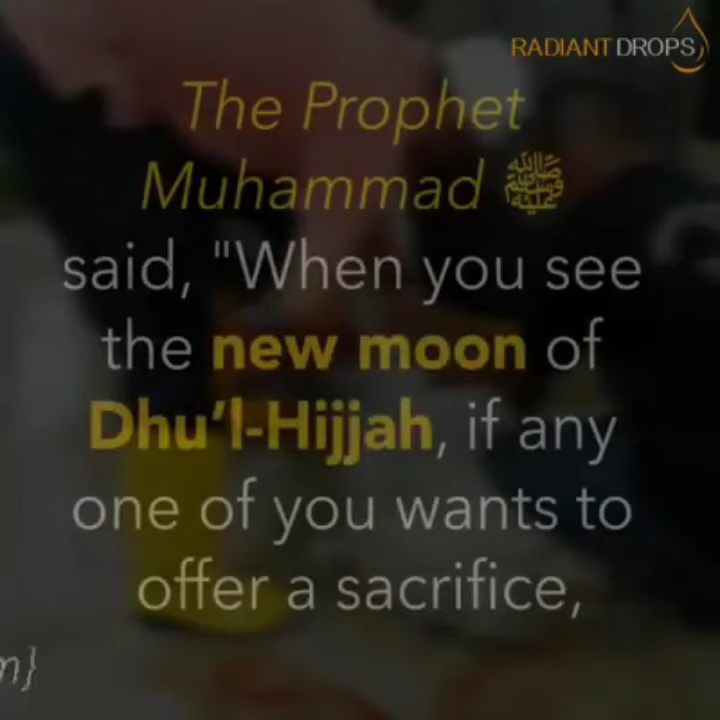 RADIANT DROPS
The Prophet
Muhammad ﷺ
said, "When you see
the new moon of
Dhu’l-Hijjah, if any
one of you wants to
offer a sacrifice,
m}